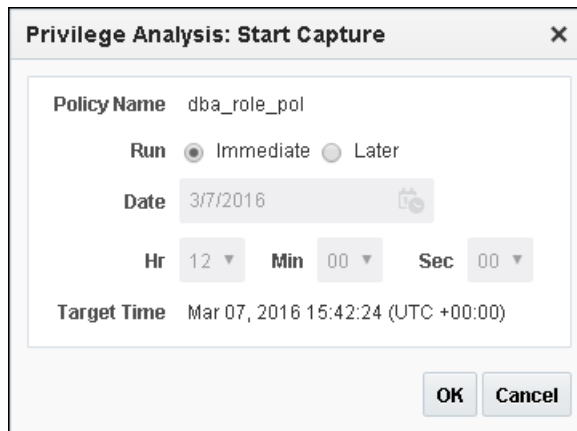 Privilege Analysis: Start Capture
Policy Name dba_role_pol
Run Immediate Later
Date 3/7/2016
Hr 12 Min 00 Sec 00
Target Time Mar 07, 2016 15:42:24 (UTC +00:00)
OK Cancel